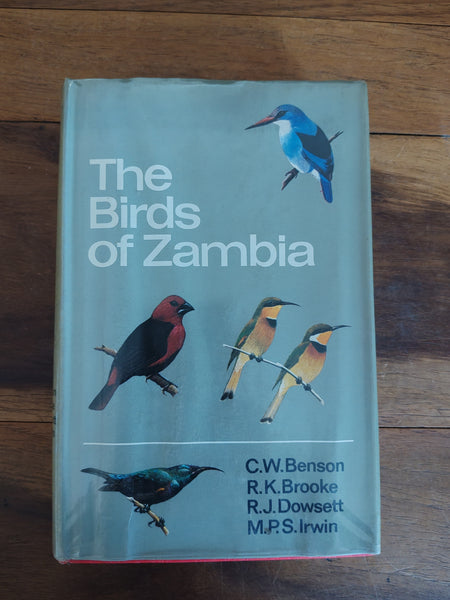 The
Birds
of Zambia
C.W.Benson
R.K.Brooke
R.J.Dowsett
M.P.S.Irwin